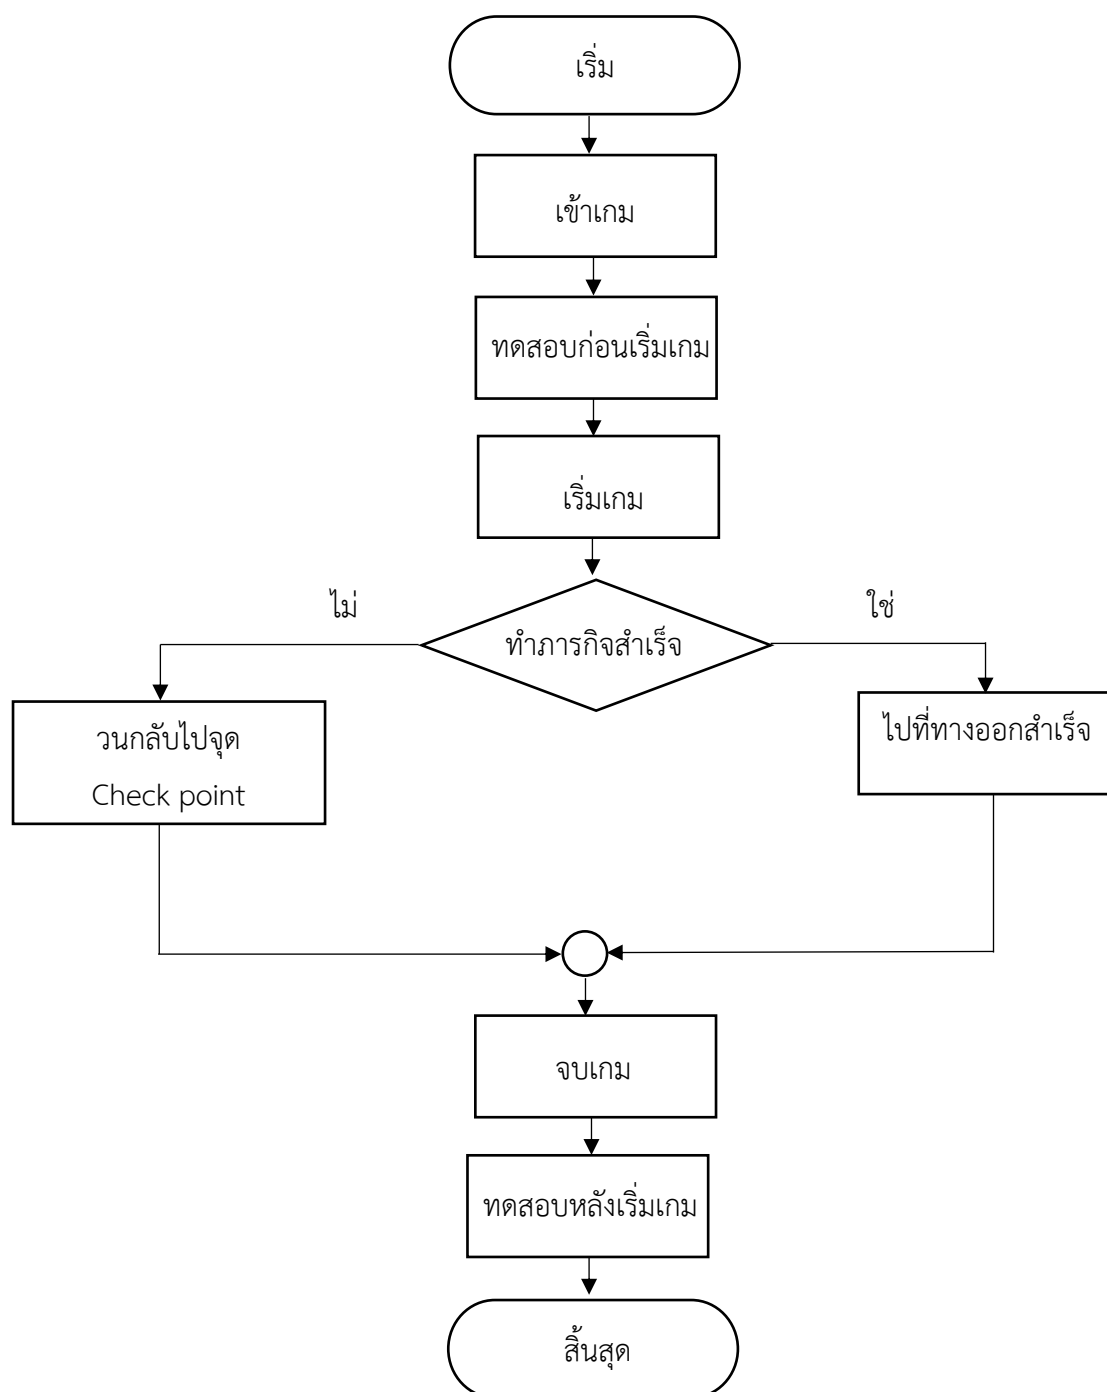 เริ่ม
เข้าเกม
ทดสอบก่อนเริ่มเกม
เริ่มเกม
ไม่
ใช่
ทำภารกิจสำเร็จ
วนกลับไปจุด
Check point
ไปที่ทางออกสำเร็จ
จบเกม
ทดสอบหลังเริ่มเกม
สิ้นสุด